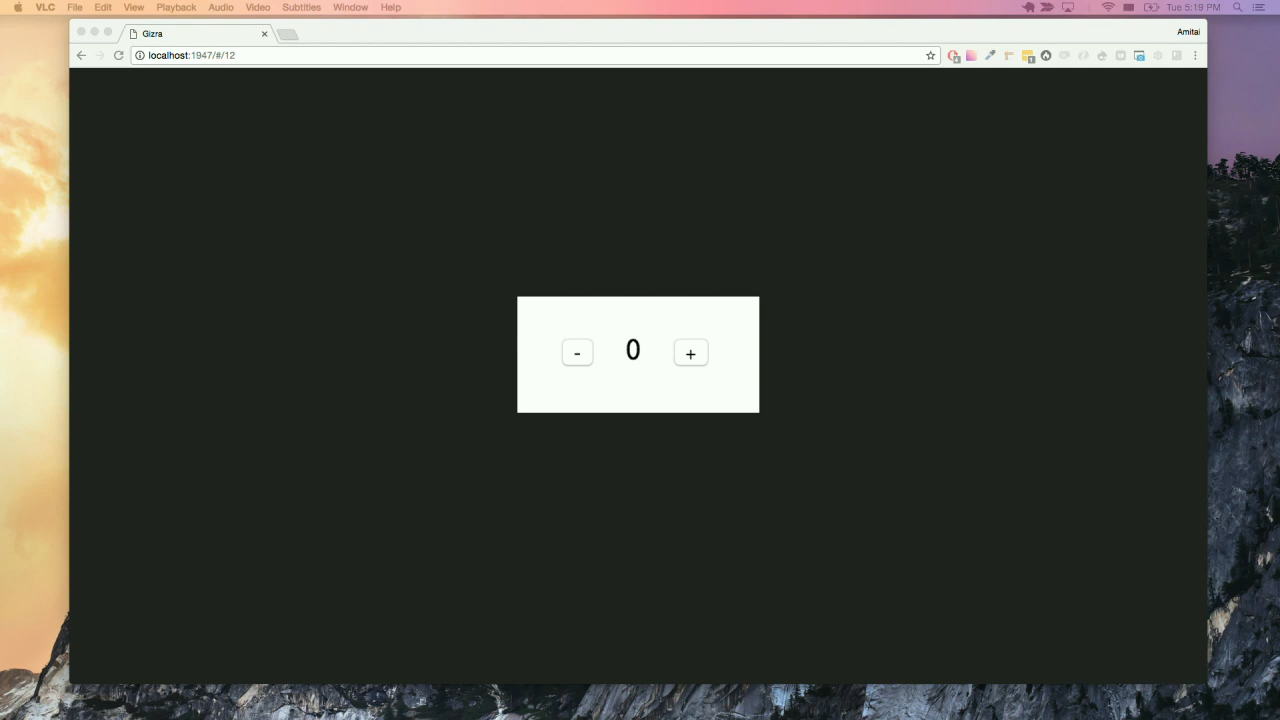 VLC File Edit View Playback Audio Video Subtitles Window Help Tue 5:19 PM
Gizra Amitai
localhost:1947/#/12
- 0 +